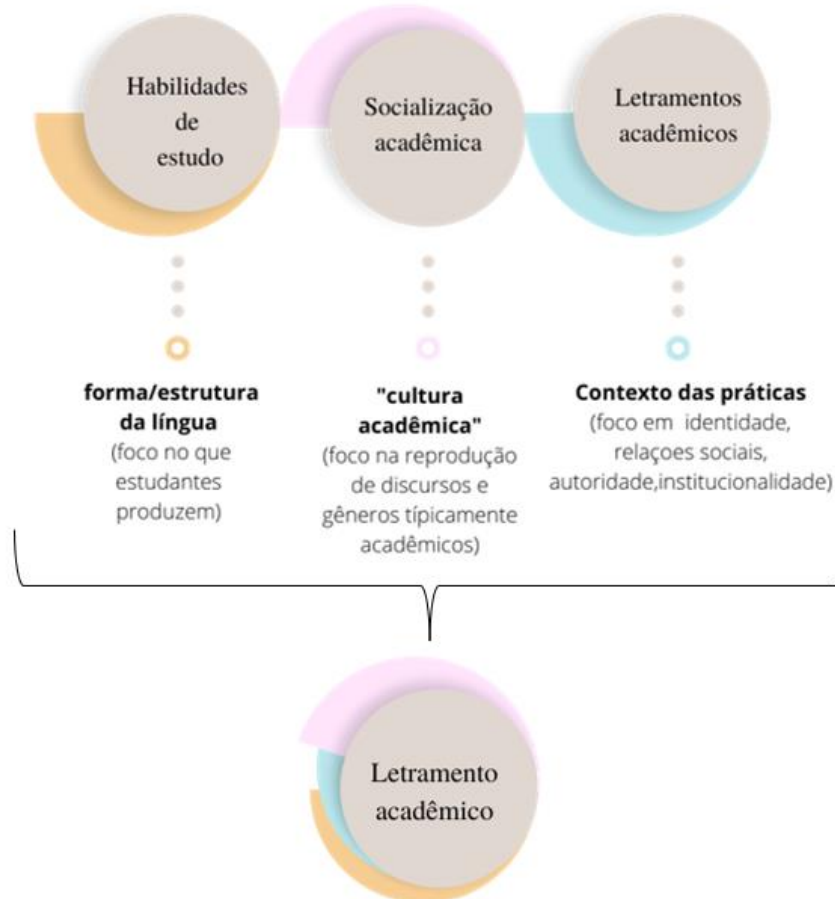 Habilidades
de
estudo
Socialização
acadêmica
Letramentos
acadêmicos
forma/estrutura
da língua
(foco no que
estudantes
produzem)
"cultura
acadêmica"
(foco na reprodução
de discursos e
gêneros típicamente
acadêmicos)
Contexto das práticas
(foco em identidade,
relaçoes sociais,
autoridade,institucionalidade)
Letramento
acadêmico